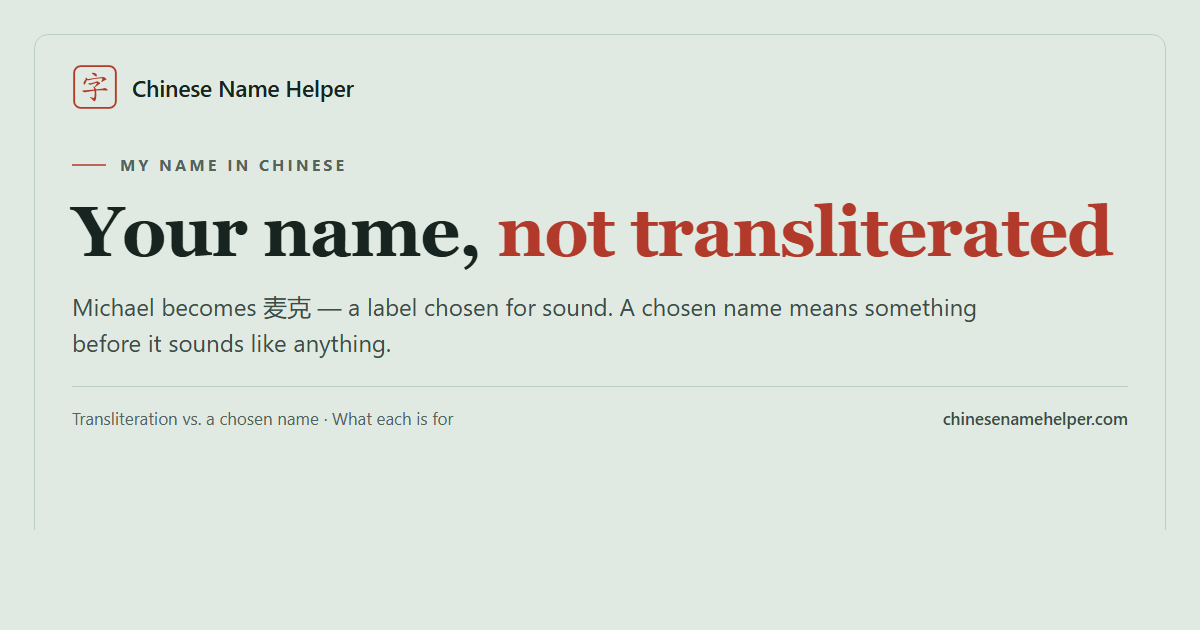 字
Chinese Name Helper
MY NAME IN CHINESE
Your name, not transliterated
Michael becomes 麦克 — a label chosen for sound. A chosen name means something
before it sounds like anything.
Transliteration vs. a chosen name · What each is for
chinesenamehelper.com